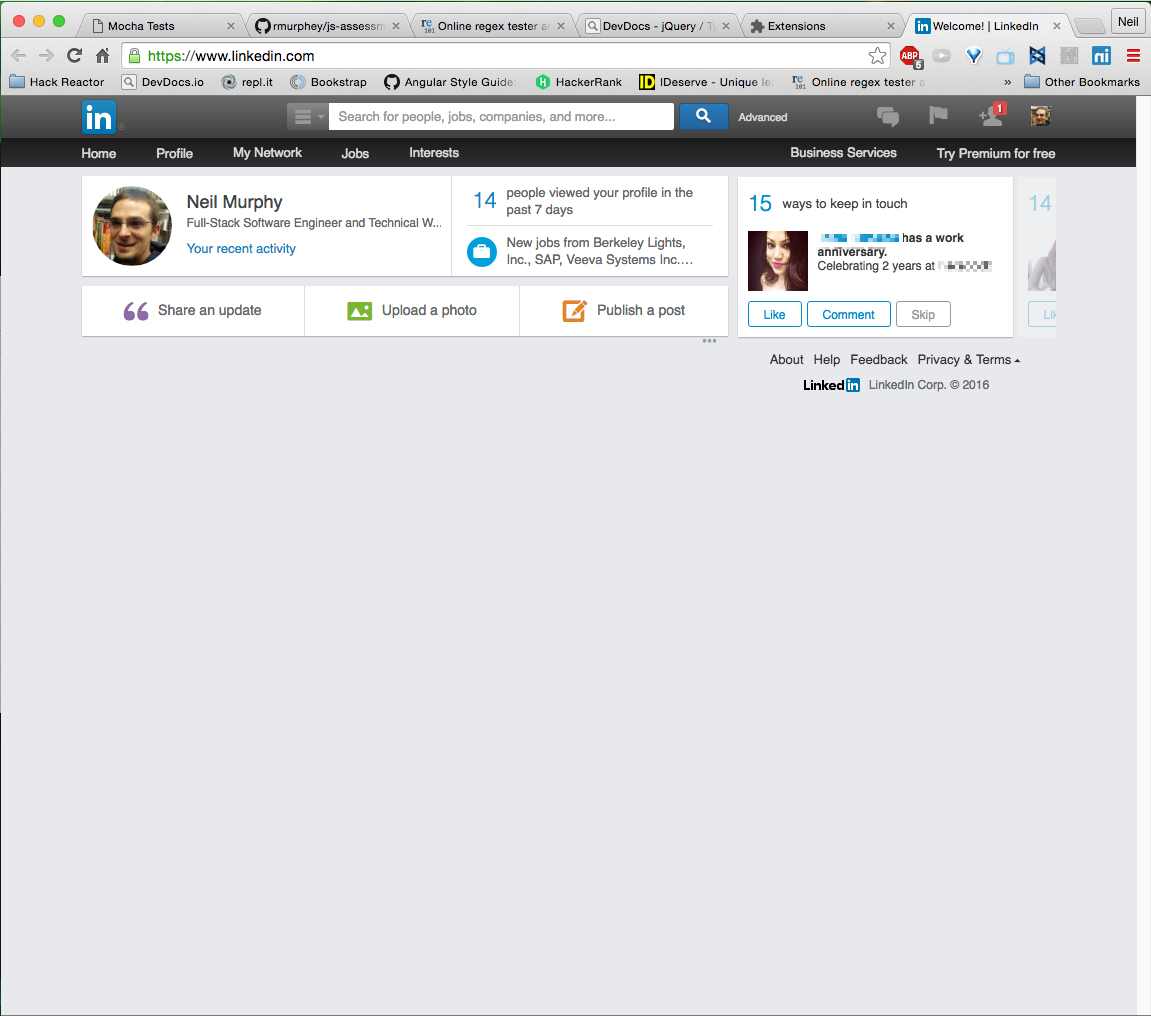 Mocha Tests
rmurphey/js-assessm
Online regex tester a
DevDocs - jQuery / T
Extensions
Welcome! | LinkedIn
Neil
https://www.linkedin.com
ABP
6
ni
Hack Reactor
DevDocs.io
repl.it
Bookstrap
Angular Style Guide:
HackerRank
IDeserve - Unique le
Online regex tester a
»
Other Bookmarks
in
Search for people, jobs, companies, and more...
Advanced
1
Home
Profile
My Network
Jobs
Interests
Business Services
Try Premium for free
Neil Murphy
Full-Stack Software Engineer and Technical W...
Your recent activity
14 people viewed your profile in the
past 7 days
New jobs from Berkeley Lights,
Inc., SAP, Veeva Systems Inc....
15 ways to keep in touch
14
has a work
anniversary.
Celebrating 2 years at
Like
Comment
Skip
Lik
Share an update
Upload a photo
Publish a post
About
Help
Feedback
Privacy & Terms
LinkedIn
LinkedIn Corp. © 2016